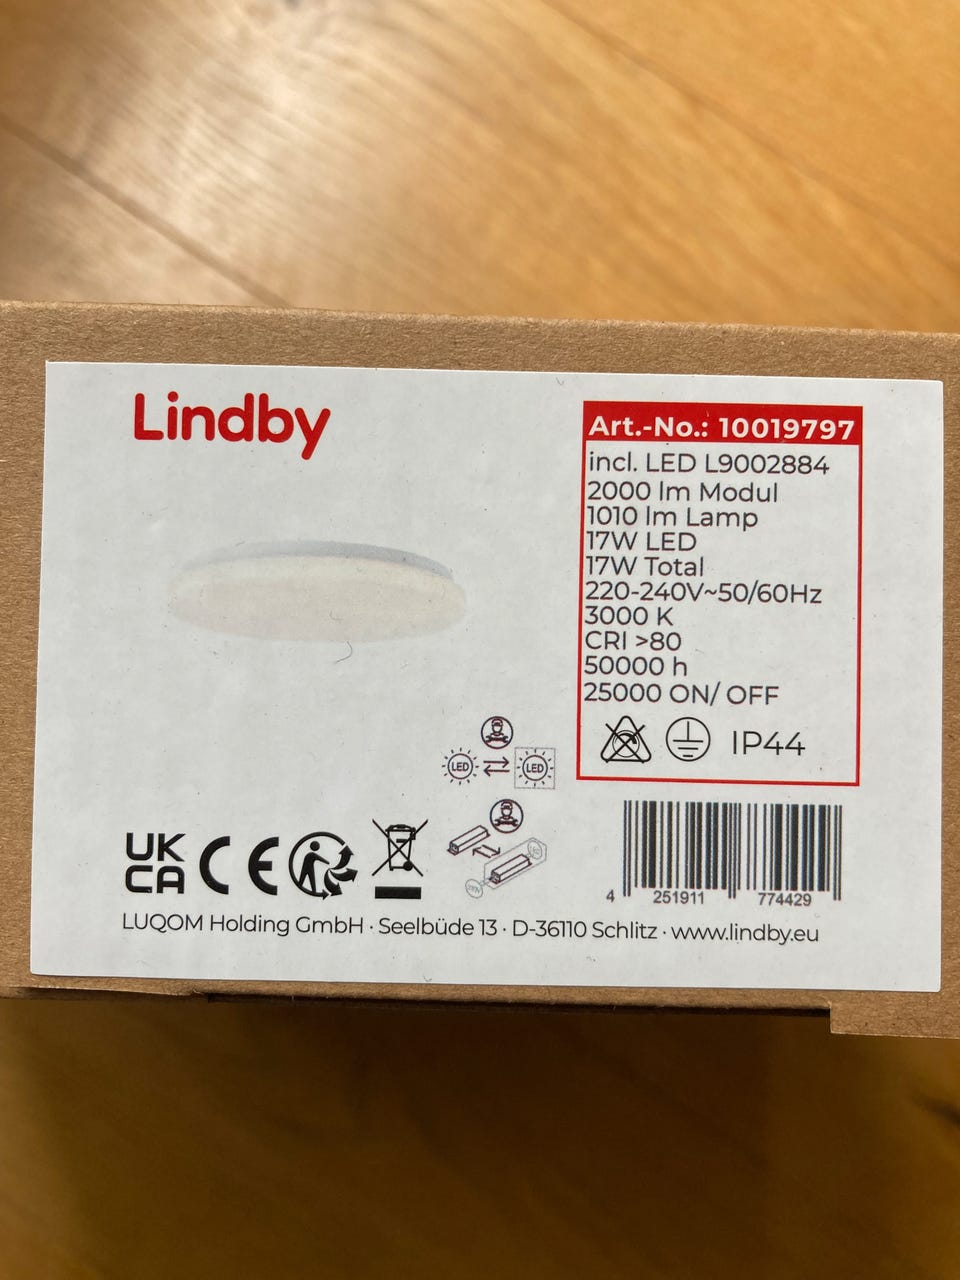 Lindby
Art.-No.: 10019797
incl. LED L9002884
2000 lm Modul
1010 lm Lamp
17W LED
17W Total
220-240V~50/60Hz
3000 K
CRI >80
50000 h
25000 ON/ OFF
IP44
LED
LED
UK
CA
CE
4 251911 774429
LUQOM Holding GmbH · Seelbüde 13 · D-36110 Schlitz · www.lindby.eu